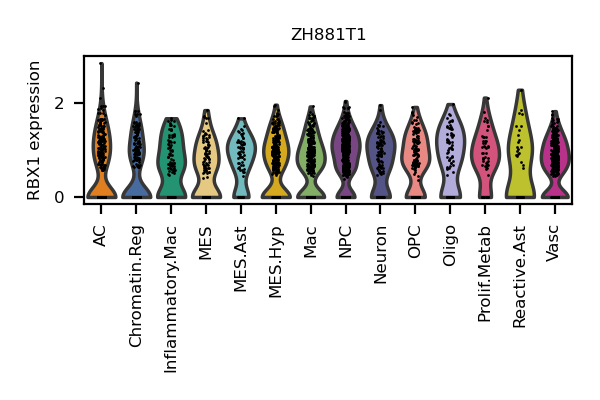 ZH881T1
RBX1 expression
2
0
AC
Chromatin.Reg
Inflammatory.Mac
MES
MES.Ast
MES.Hyp
Mac
NPC
Neuron
OPC
Oligo
Prolif.Metab
Reactive.Ast
Vasc